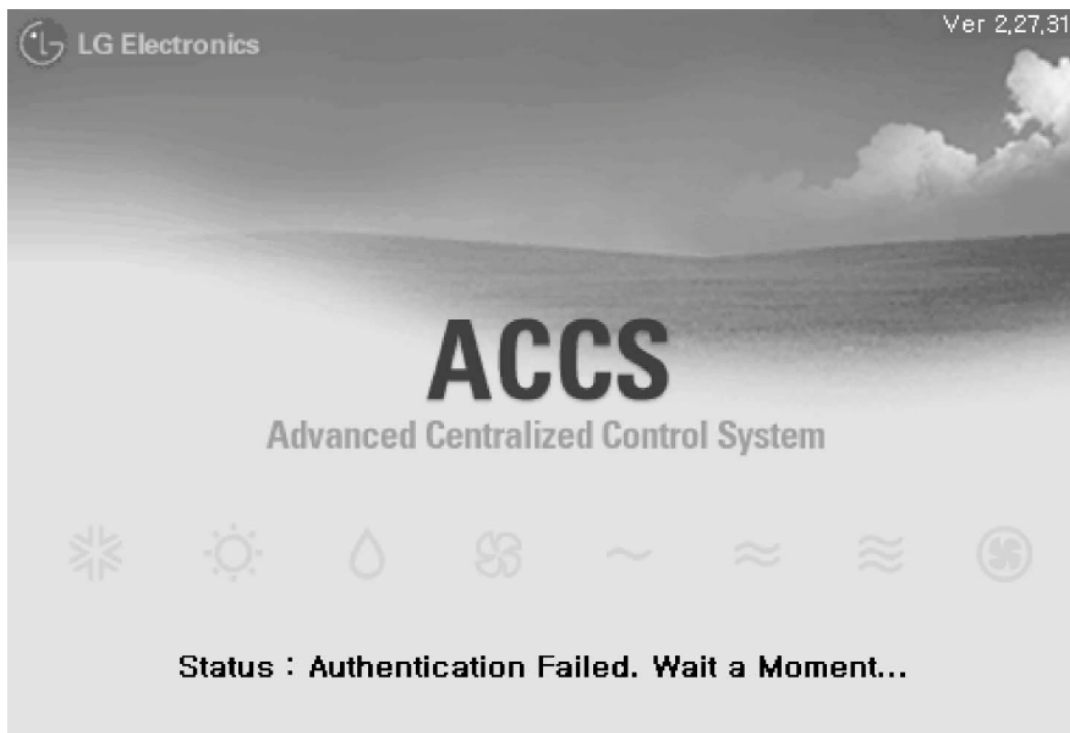 LG Electronics
Ver 2,27,31
ACCS
Advanced Centralized Control System
Status : Authentication Failed. Wait a Moment...